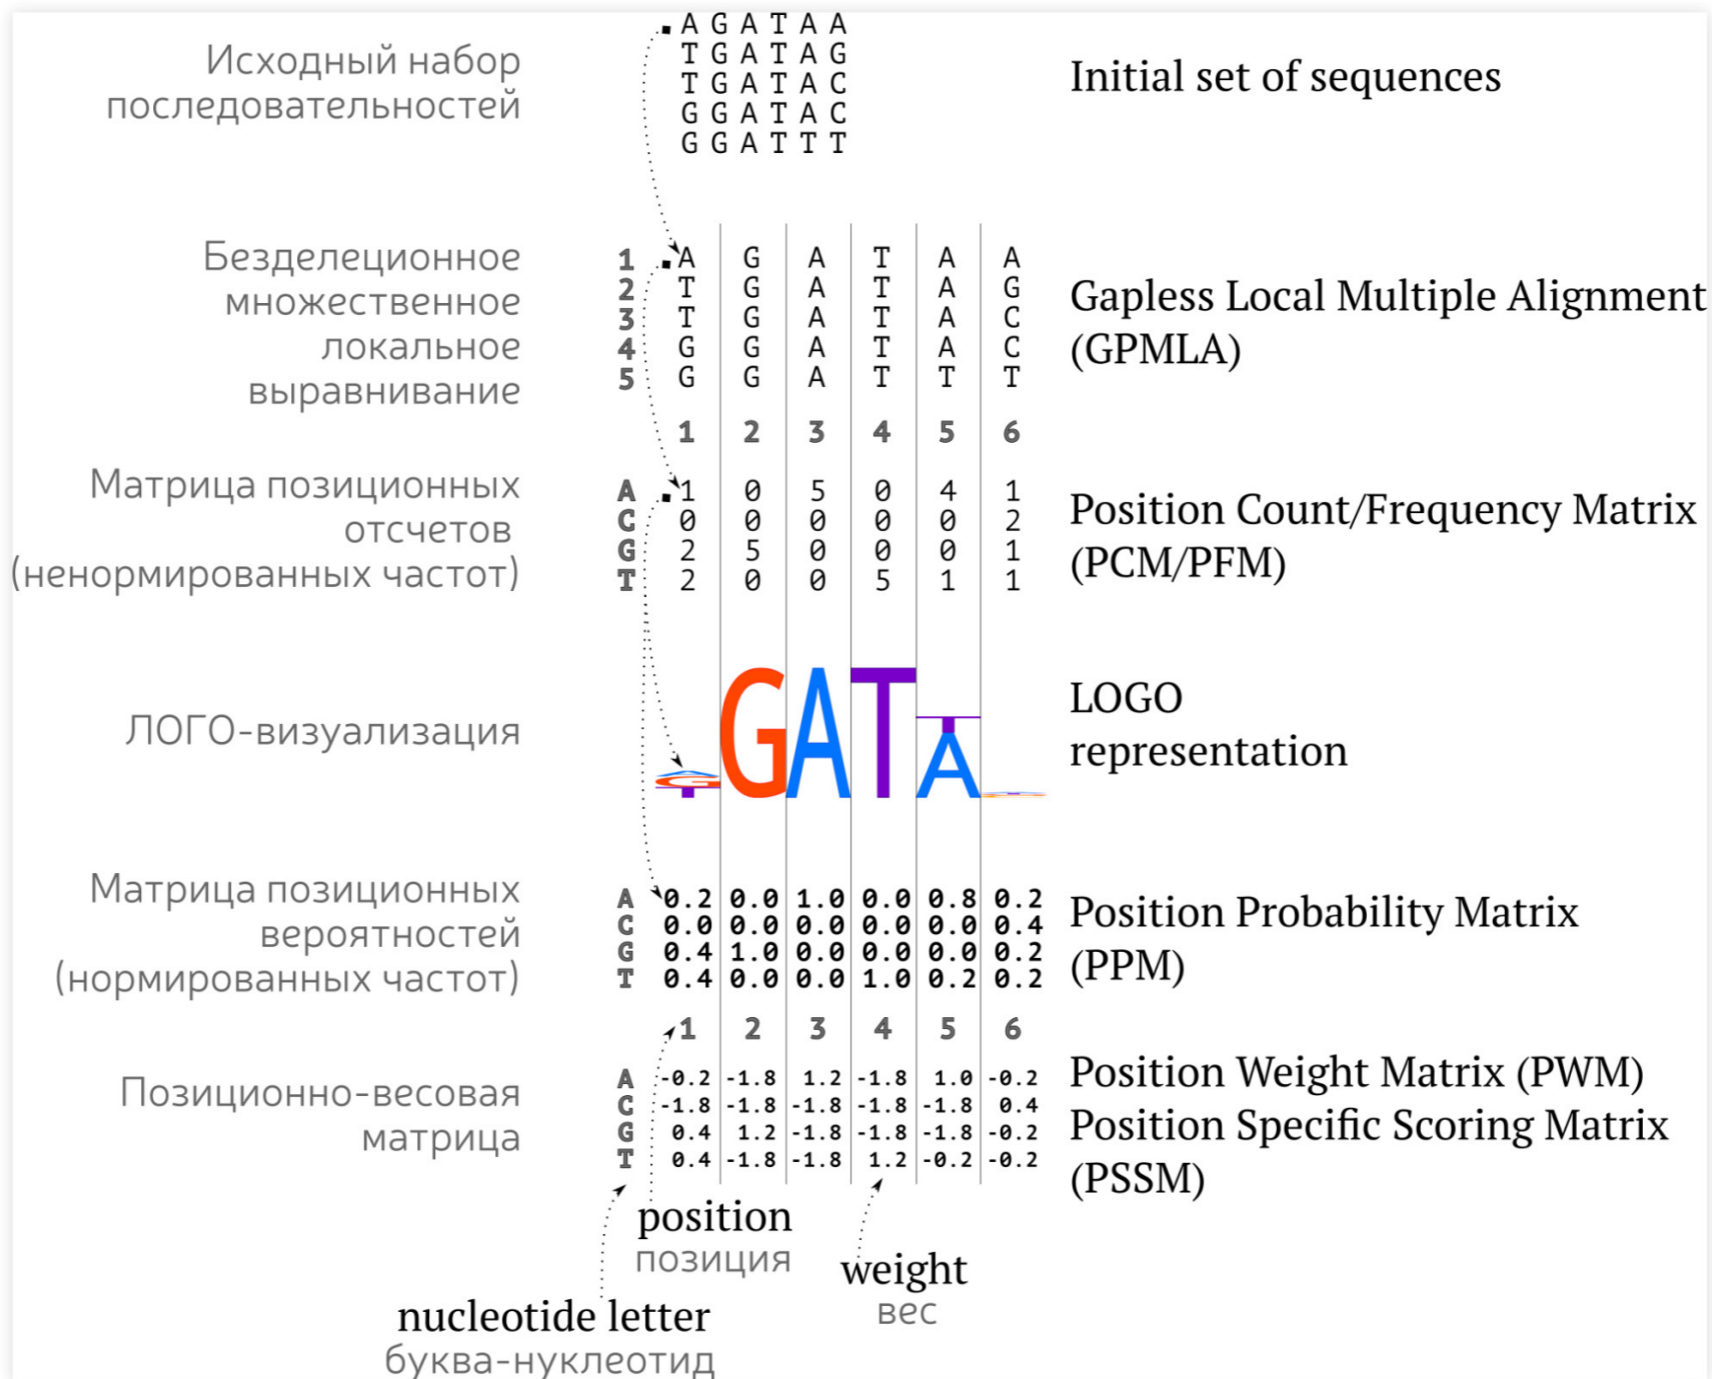 Исходный набор
последовательностей
A G A T A A
T G A T A G
T G A T A C
G G A T A C
G G A T T T
Initial set of sequences
Безделеционное
множественное
локальное
выравнивание
1 A G A T A A
2 T G A T A G
3 T G A T A C
4 G G A T A C
5 G G A T T T
1 2 3 4 5 6
Gapless Local Multiple Alignment
(GPMLA)
Матрица позиционных
отсчетов
(ненормированных частот)
A 1 0 5 0 4 1
C 0 0 0 0 0 2
G 2 5 0 0 0 1
T 2 0 0 5 1 1
Position Count/Frequency Matrix
(PCM/PFM)
ЛОГО-визуализация
A
G
T
G A T
T
A
LOGO
representation
Матрица позиционных
вероятностей
(нормированных частот)
A 0.2 0.0 1.0 0.0 0.8 0.2
C 0.0 0.0 0.0 0.0 0.0 0.4
G 0.4 1.0 0.0 0.0 0.0 0.2
T 0.4 0.0 0.0 1.0 0.2 0.2
1 2 3 4 5 6
Position Probability Matrix
(PPM)
Позиционно-весовая
матрица
A -0.2 -1.8 1.2 -1.8 1.0 -0.2
C -1.8 -1.8 -1.8 -1.8 -1.8 0.4
G 0.4 1.2 -1.8 -1.8 -1.8 -0.2
T 0.4 -1.8 -1.8 1.2 -0.2 -0.2
Position Weight Matrix (PWM)
Position Specific Scoring Matrix
(PSSM)
position
позиция
weight
вес
nucleotide letter
буква-нуклеотид